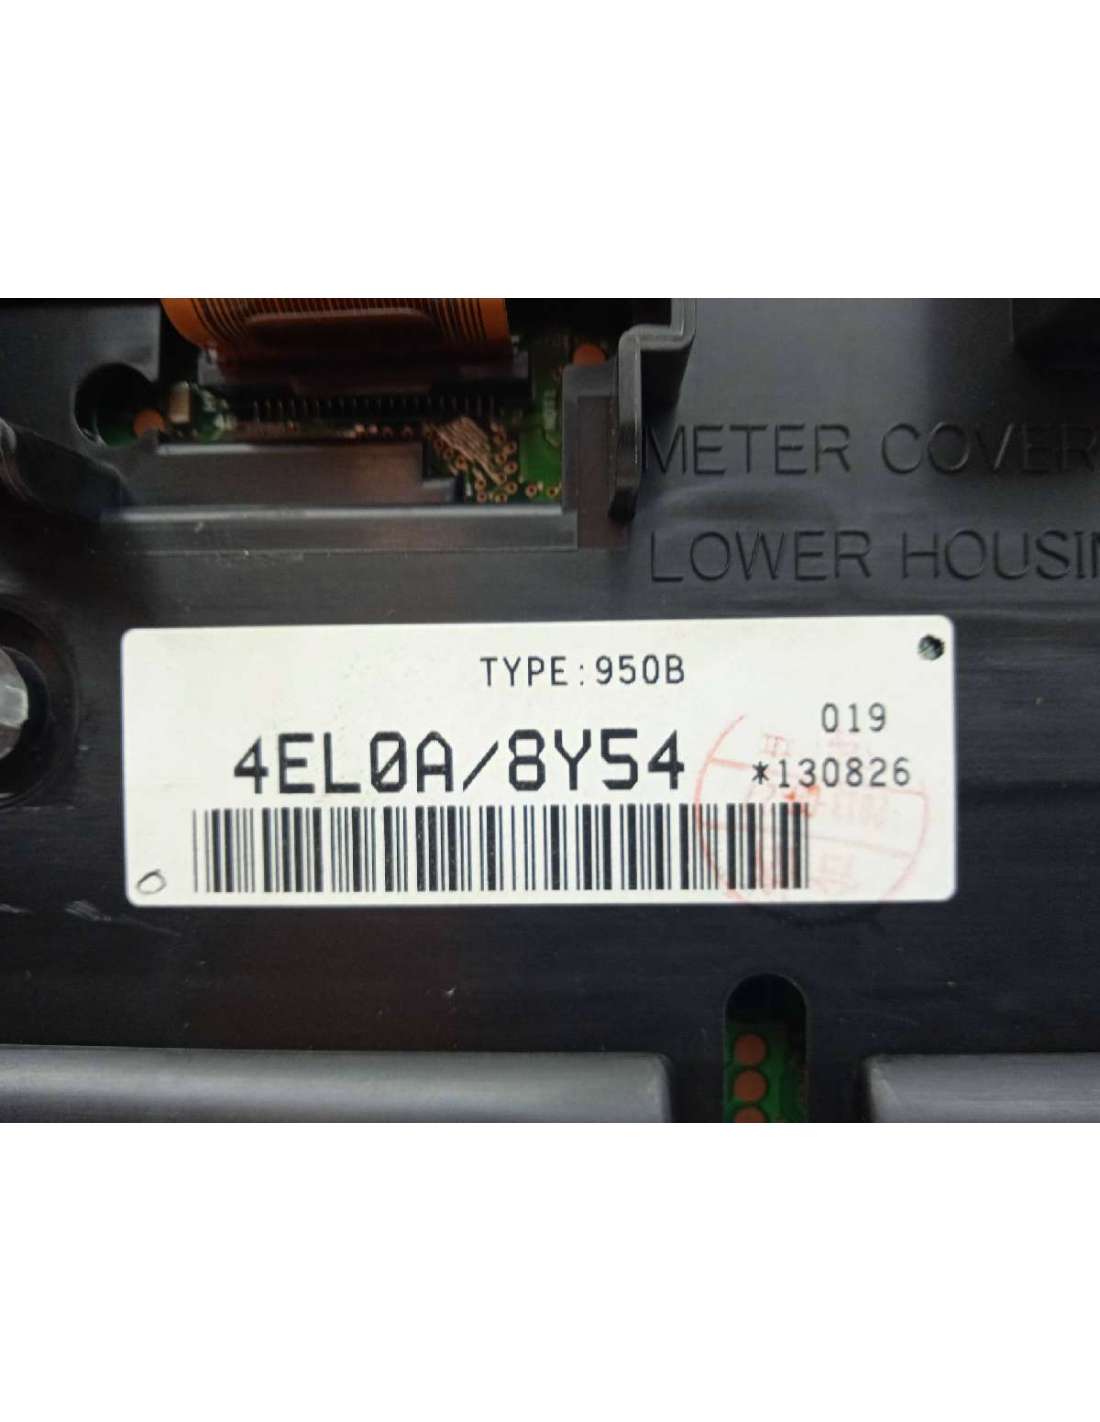 METER COVER
LOWER HOUSIN
TYPE:950B
4EL0A/8Y54
019
*130826